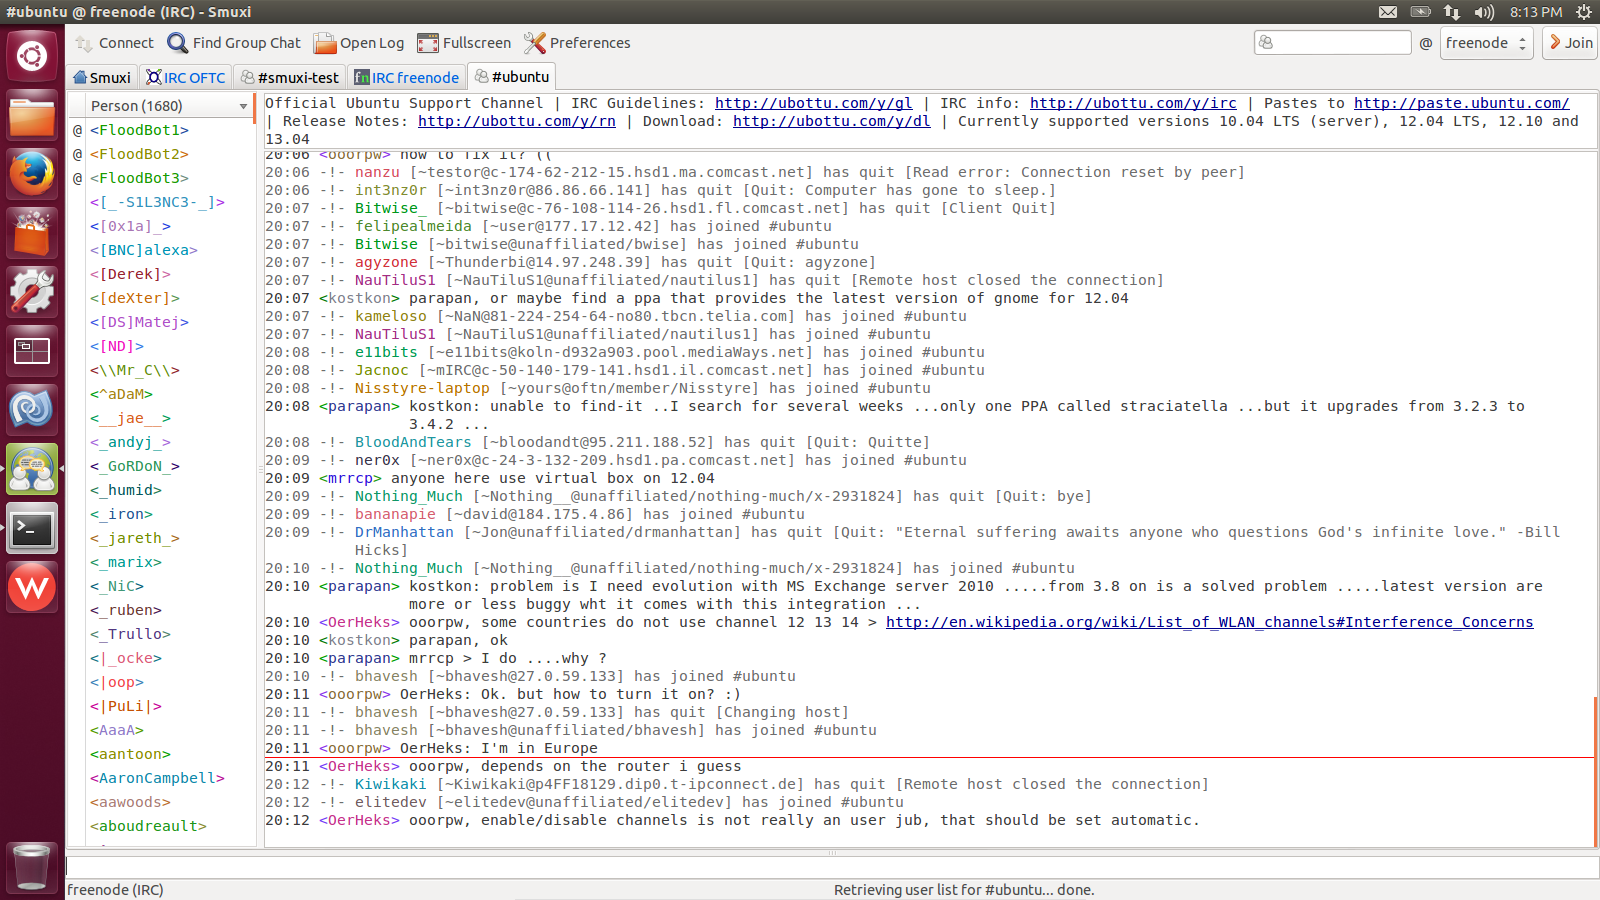 #ubuntu @ freenode (IRC) - Smuxi
8:13 PM
Connect
Find Group Chat
Open Log
Fullscreen
Preferences
@
freenode
Join
Smuxi
IRC OFTC
#smuxi-test
fn
IRC freenode
#ubuntu
Person (1680)
@ <FloodBot1>
@ <FloodBot2>
@ <FloodBot3>
<[_-S1L3NC3-_]>
<[0x1a]_>
<[BNC]alexa>
<[Derek]>
<[deXter]>
<[DS]Matej>
<[ND]>
<\\Mr_C\\>
<^aDaM>
<__jae__>
<_andyj_>
<_GoRDoN_>
<_humid>
<_iron>
<_jareth_>
<_marix>
<_NiC>
<_ruben>
<_Trullo>
<|_ocke>
<|oop>
<|PuLi|>
<AaaA>
<aantoon>
<AaronCampbell>
<aawoods>
<aboudreault>
Official Ubuntu Support Channel | IRC Guidelines: http://ubottu.com/y/gl | IRC info: http://ubottu.com/y/irc | Pastes to http://paste.ubuntu.com/
| Release Notes: http://ubottu.com/y/rn | Download: http://ubottu.com/y/dl | Currently supported versions 10.04 LTS (server), 12.04 LTS, 12.10 and
13.04
20:06 <ooorpw> how to fix it? ((
20:06 -!- nanzu [~testor@c-174-62-212-15.hsd1.ma.comcast.net] has quit [Read error: Connection reset by peer]
20:06 -!- int3nz0r [~int3nz0r@86.86.66.141] has quit [Quit: Computer has gone to sleep.]
20:07 -!- Bitwise_ [~bitwise@c-76-108-114-26.hsd1.fl.comcast.net] has quit [Client Quit]
20:07 -!- felipealmeida [~user@177.17.12.42] has joined #ubuntu
20:07 -!- Bitwise [~bitwise@unaffiliated/bwise] has joined #ubuntu
20:07 -!- agyzone [~Thunderbi@14.97.248.39] has quit [Quit: agyzone]
20:07 -!- NauTiluS1 [~NauTiluS1@unaffiliated/nautilus1] has quit [Remote host closed the connection]
20:07 <kostkon> parapan, or maybe find a ppa that provides the latest version of gnome for 12.04
20:07 -!- kameloso [~NaN@81-224-254-64-no80.tbcn.telia.com] has joined #ubuntu
20:07 -!- NauTiluS1 [~NauTiluS1@unaffiliated/nautilus1] has joined #ubuntu
20:08 -!- e11bits [~e11bits@koln-d932a903.pool.mediaWays.net] has joined #ubuntu
20:08 -!- Jacnoc [~mIRC@c-50-140-179-141.hsd1.il.comcast.net] has joined #ubuntu
20:08 -!- Nisstyre-laptop [~yours@oftn/member/Nisstyre] has joined #ubuntu
20:08 <parapan> kostkon: unable to find-it ..I search for several weeks ...only one PPA called straciatella ...but it upgrades from 3.2.3 to
3.4.2 ...
20:08 -!- BloodAndTears [~bloodandt@95.211.188.52] has quit [Quit: Quitte]
20:09 -!- ner0x [~ner0x@c-24-3-132-209.hsd1.pa.comcast.net] has joined #ubuntu
20:09 <mrrcp> anyone here use virtual box on 12.04
20:09 -!- Nothing_Much [~Nothing__@unaffiliated/nothing-much/x-2931824] has quit [Quit: bye]
20:09 -!- bananapie [~david@184.175.4.86] has joined #ubuntu
20:09 -!- DrManhattan [~Jon@unaffiliated/drmanhattan] has quit [Quit: "Eternal suffering awaits anyone who questions God's infinite love." -Bill
Hicks]
20:10 -!- Nothing_Much [~Nothing__@unaffiliated/nothing-much/x-2931824] has joined #ubuntu
20:10 <parapan> kostkon: problem is I need evolution with MS Exchange server 2010 .....from 3.8 on is a solved problem .....latest version are
more or less buggy wht it comes with this integration ...
20:10 <OerHeks> ooorpw, some countries do not use channel 12 13 14 > http://en.wikipedia.org/wiki/List_of_WLAN_channels#Interference_Concerns
20:10 <kostkon> parapan, ok
20:10 <parapan> mrrcp > I do ....why ?
20:10 -!- bhavesh [~bhavesh@27.0.59.133] has joined #ubuntu
20:11 <ooorpw> OerHeks: Ok. but how to turn it on? :)
20:11 -!- bhavesh [~bhavesh@27.0.59.133] has quit [Changing host]
20:11 -!- bhavesh [~bhavesh@unaffiliated/bhavesh] has joined #ubuntu
20:11 <ooorpw> OerHeks: I'm in Europe
20:11 <OerHeks> ooorpw, depends on the router i guess
20:12 -!- Kiwikaki [~Kiwikaki@p4FF18129.dip0.t-ipconnect.de] has quit [Remote host closed the connection]
20:12 -!- elitedev [~elitedev@unaffiliated/elitedev] has joined #ubuntu
20:12 <OerHeks> ooorpw, enable/disable channels is not really an user jub, that should be set automatic.
freenode (IRC)
Retrieving user list for #ubuntu... done.